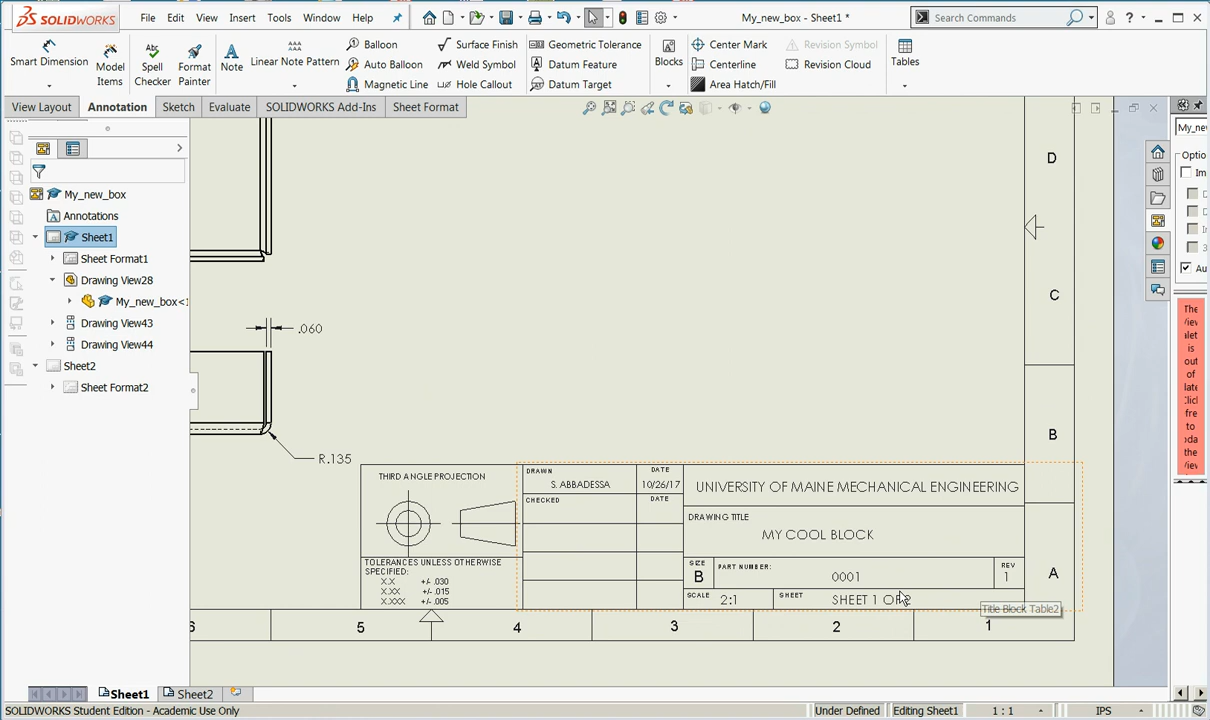 SOLIDWORKS
File Edit View Insert Tools Window Help
My_new_box - Sheet1 *
Search Commands
Smart Dimension
Model Items
Spell Checker
Format Painter
Note
Linear Note Pattern
Balloon
Auto Balloon
Magnetic Line
Surface Finish
Weld Symbol
Hole Callout
Geometric Tolerance
Datum Feature
Datum Target
Blocks
Center Mark
Centerline
Area Hatch/Fill
Revision Symbol
Revision Cloud
Tables
View Layout Annotation Sketch Evaluate SOLIDWORKS Add-Ins Sheet Format
My_new_box
Annotations
Sheet1
Sheet Format1
Drawing View28
My_new_box<1
Drawing View43
Drawing View44
Sheet2
Sheet Format2
.060
R.135
D
C
B
A
THIRD ANGLE PROJECTION
TOLERANCES UNLESS OTHERWISE
SPECIFIED:
X.X +/- .030
X.XX +/- .015
X.XXX +/- .005
DRAWN
S. ABBADESSA
DATE
10/26/17
CHECKED
DATE
UNIVERSITY OF MAINE MECHANICAL ENGINEERING
DRAWING TITLE
MY COOL BLOCK
SIZE
B
PART NUMBER:
0001
REV
1
SCALE
2:1
SHEET
SHEET 1 OF 2
Title Block Table2
6 5 4 3 2 1
My_ne
Optio
Im
Au
The
Sheet1 Sheet2
SOLIDWORKS Student Edition - Academic Use Only
Under Defined Editing Sheet1 1 : 1 IPS